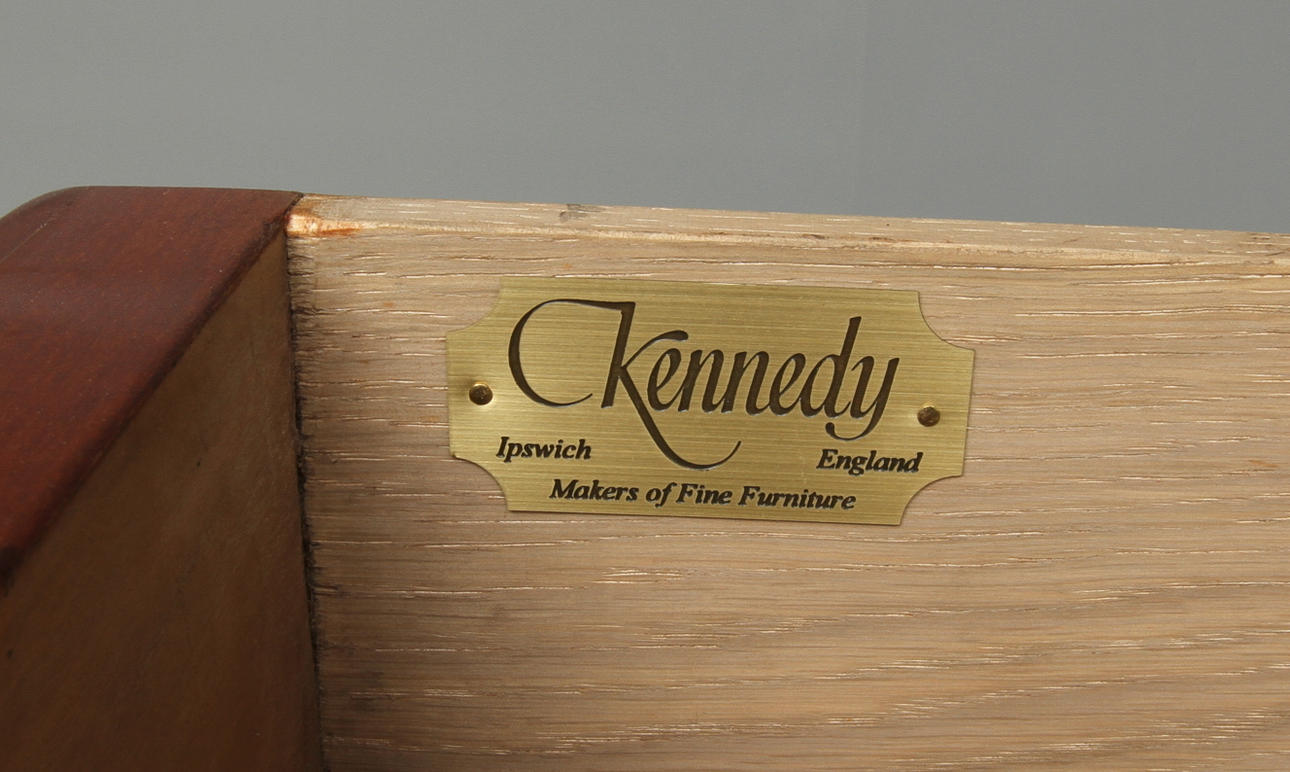 Kennedy
Ipswich England
Makers of Fine Furniture